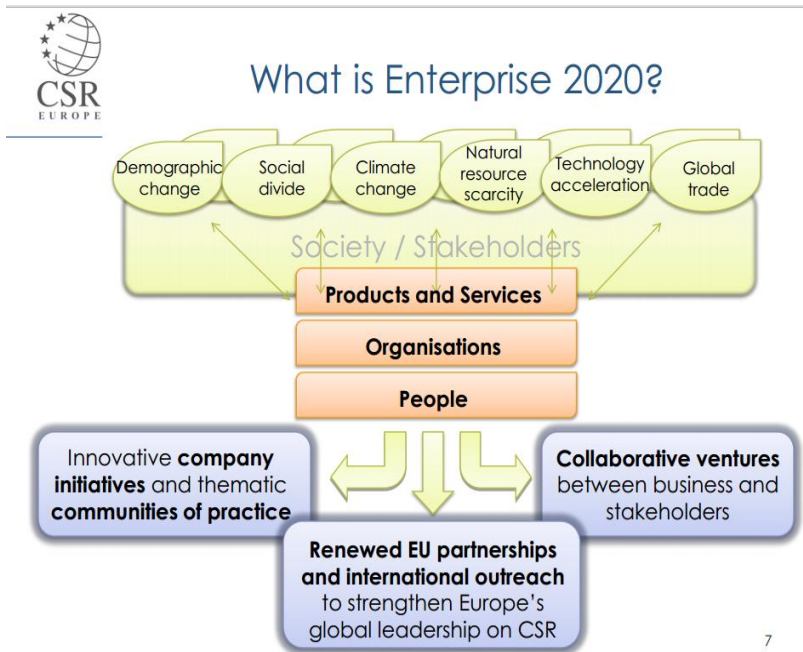 CSR
EUROPE
What is Enterprise 2020?
Demographic
change
Social
divide
Climate
change
Natural
resource
scarcity
Technology
acceleration
Global
trade
Society / Stakeholders
Products and Services
Organisations
People
Innovative company
initiatives and thematic
communities of practice
Renewed EU partnerships
and international outreach
to strengthen Europe's
global leadership on CSR
Collaborative ventures
between business and
stakeholders
7